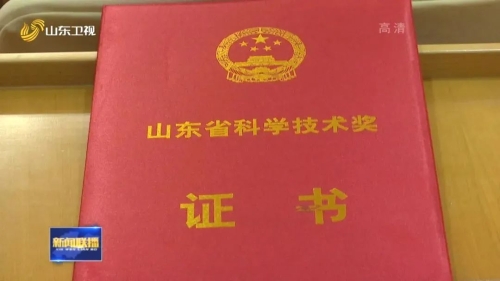 山东卫视
高清
山东省科学技术奖
证书
新闻联播